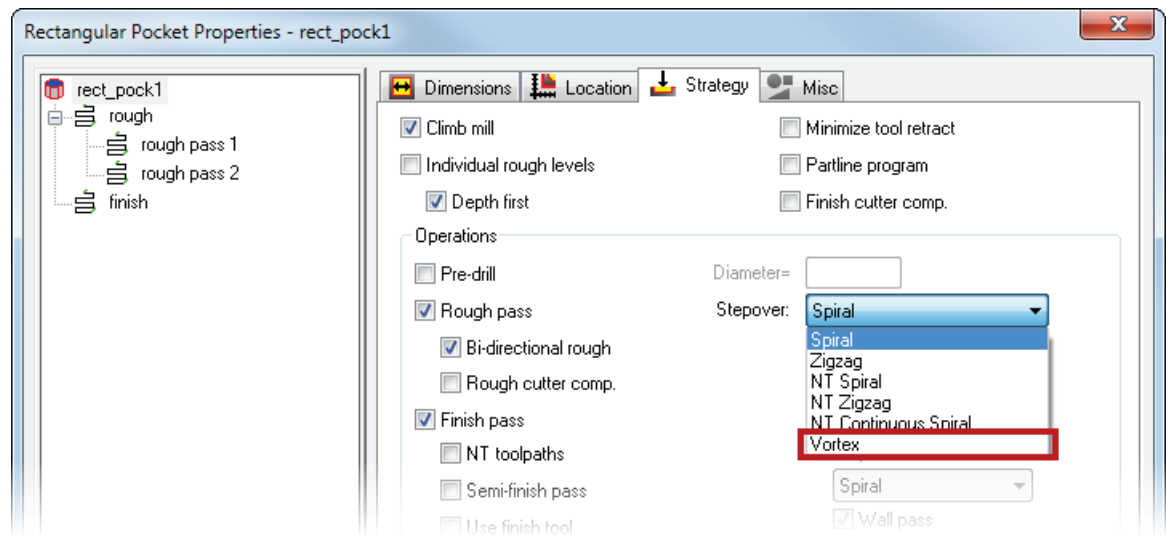 Rectangular Pocket Properties - rect_pock1
rect_pock1
rough
rough pass 1
rough pass 2
finish
Dimensions Location Strategy Misc
Climb mill Minimize tool retract
Individual rough levels Partline program
Depth first Finish cutter comp.
Operations
Pre-drill Diameter=
Rough pass Stepover: Spiral
Bi-directional rough
Rough cutter comp.
Finish pass
NT toolpaths
Semi-finish pass
Use finish tool
Spiral
Zigzag
NT Spiral
NT Zigzag
NT Continuous Spiral
Vortex
Spiral
Wall pass